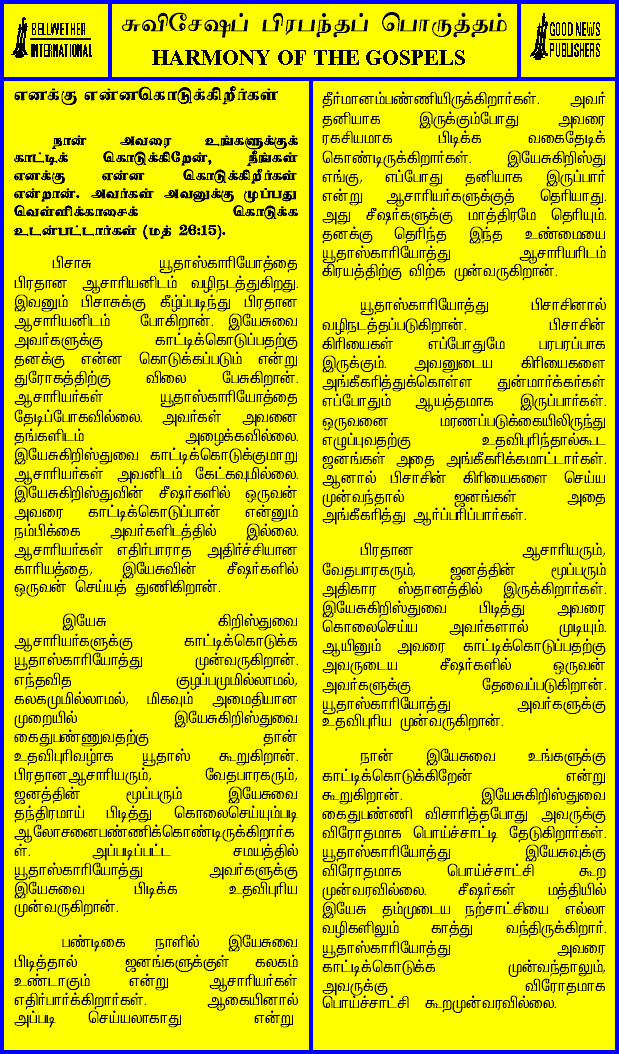 BELLWETHER
INTERNATIONAL
சுவிசேஷப் பிரபந்தப் பொருத்தம்
HARMONY OF THE GOSPELS
GOOD NEWS
PUBLISHERS
எனக்கு என்னகொடுக்கிறீர்கள்
நான் அவரை உங்களுக்குக்
காட்டிக் கொடுக்கிறேன், நீங்கள்
எனக்கு என்ன கொடுக்கிறீர்கள்
என்றான். அவர்கள் அவனுக்கு முப்பது
வெள்ளிக்காசைக் கொடுக்க
உடன்பட்டார்கள் (மத் 26:15).
பிசாசு யூதாஸ்காரியோத்தை
பிரதான ஆசாரியனிடம் வழிநடத்துகிறது.
இவனும் பிசாசுக்கு கீழ்ப்படிந்து பிரதான
ஆசாரியனிடம் போகிறான். இயேசுவை
அவர்களுக்கு காட்டிக்கொடுப்பதற்கு
தனக்கு என்ன கொடுக்கப்படும் என்று
துரோகத்திற்கு விலை பேசுகிறான்.
ஆசாரியர்கள் யூதாஸ்காரியோத்தை
தேடிப்போகவில்லை. அவர்கள் அவனை
தங்களிடம் அழைக்கவில்லை.
இயேசுகிறிஸ்துவை காட்டிக்கொடுக்குமாறு
ஆசாரியர்கள் அவனிடம் கேட்கவுமில்லை.
இயேசுகிறிஸ்துவின் சீஷர்களில் ஒருவன்
அவரை காட்டிக்கொடுப்பான் என்னும்
நம்பிக்கை அவர்களிடத்தில் இல்லை.
ஆசாரியர்கள் எதிர்பாராத அதிர்ச்சியான
காரியத்தை, இயேசுவின் சீஷர்களில்
ஒருவன் செய்யத் துணிகிறான்.
இயேசு கிறிஸ்துவை
ஆசாரியர்களுக்கு காட்டிக்கொடுக்க
யூதாஸ்காரியோத்து முன்வருகிறான்.
எந்தவித குழப்பமுமில்லாமல்,
கலகமுமில்லாமல், மிகவும் அமைதியான
முறையில் இயேசுகிறிஸ்துவை
கைதுபண்ணுவதற்கு தான்
உதவிபுரிவழாக யூதாஸ் கூறுகிறான்.
பிரதானஆசாரியரும், வேதபாரகரும்,
ஜனத்தின் மூப்பரும் இயேசுவை
தந்திரமாய் பிடித்து கொலைசெய்யும்படி
ஆலோசனைபண்ணிக்கொண்டிருக்கிறார்க
ள். அப்படிப்பட்ட சமயத்தில்
யூதாஸ்காரியோத்து அவர்களுக்கு
இயேசுவை பிடிக்க உதவிபுரிய
முன்வருகிறான்.
பண்டிகை நாளில் இயேசுவை
பிடித்தால் ஜனங்களுக்குள் கலகம்
உண்டாகும் என்று ஆசாரியர்கள்
எதிர்பார்க்கிறார்கள். ஆகையினால்
அப்படி செய்யலாகாது என்று
தீர்மானம்பண்ணியிருக்கிறார்கள். அவர்
தனியாக இருக்கும்போது அவரை
ரகசியமாக பிடிக்க வகைதேடிக்
கொண்டிருக்கிறார்கள். இயேசுகிறிஸ்து
எங்கு, எப்போது தனியாக இருப்பார்
என்று ஆசாரியர்களுக்குத் தெரியாது.
அது சீஷர்களுக்கு மாத்திரமே தெரியும்.
தனக்கு தெரிந்த இந்த உண்மையை
யூதாஸ்காரியோத்து ஆசாரியரிடம்
கிரயத்திற்கு விற்க முன்வருகிறான்.
யூதாஸ்காரியோத்து பிசாசினால்
வழிநடத்தப்படுகிறான். பிசாசின்
கிரியைகள் எப்போதுமே பரபரப்பாக
இருக்கும். அவனுடைய கிரியைகளை
அங்கீகரித்துக்கொள்ள துன்மார்க்கர்கள்
எப்போதும் ஆயத்தமாக இருப்பார்கள்.
ஒருவனை மரணப்படுக்கையிலிருந்து
எழுப்புவதற்கு உதவிபுரிந்தால்கூட
ஜனங்கள் அதை அங்கீகரிக்கமாட்டார்கள்.
ஆனால் பிசாசின் கிரியைகளை செய்ய
முன்வந்தால் ஜனங்கள் அதை
அங்கீகரித்து ஆர்ப்பரிப்பார்கள்.
பிரதான ஆசாரியரும்,
வேதபாரகரும், ஜனத்தின் மூப்பரும்
அதிகார ஸ்தானத்தில் இருக்கிறார்கள்.
இயேசுகிறிஸ்துவை பிடித்து அவரை
கொலைசெய்ய அவர்களால் முடியும்.
ஆயினும் அவரை காட்டிக்கொடுப்பதற்கு
அவருடைய சீஷர்களில் ஒருவன்
அவர்களுக்கு தேவைப்படுகிறான்.
யூதாஸ்காரியோத்து அவர்களுக்கு
உதவிபுரிய முன்வருகிறான்.
நான் இயேசுவை உங்களுக்கு
காட்டிக்கொடுக்கிறேன் என்று
கூறுகிறான். இயேசுகிறிஸ்துவை
கைதுபண்ணி விசாரித்தபோது அவருக்கு
விரோதமாக பொய்ச்சாட்சி தேடுகிறார்கள்.
யூதாஸ்காரியோத்து இயேசுவுக்கு
விரோதமாக பொய்ச்சாட்சி கூற
முன்வரவில்லை. சீஷர்கள் மத்தியில்
இயேசு தம்முடைய நற்சாட்சியை எல்லா
வழிகளிலும் காத்து வந்திருக்கிறார்.
யூதாஸ்காரியோத்து அவரை
காட்டிக்கொடுக்க முன்வந்தாலும்,
அவருக்கு விரோதமாக
பொய்ச்சாட்சி கூறமுன்வரவில்லை.